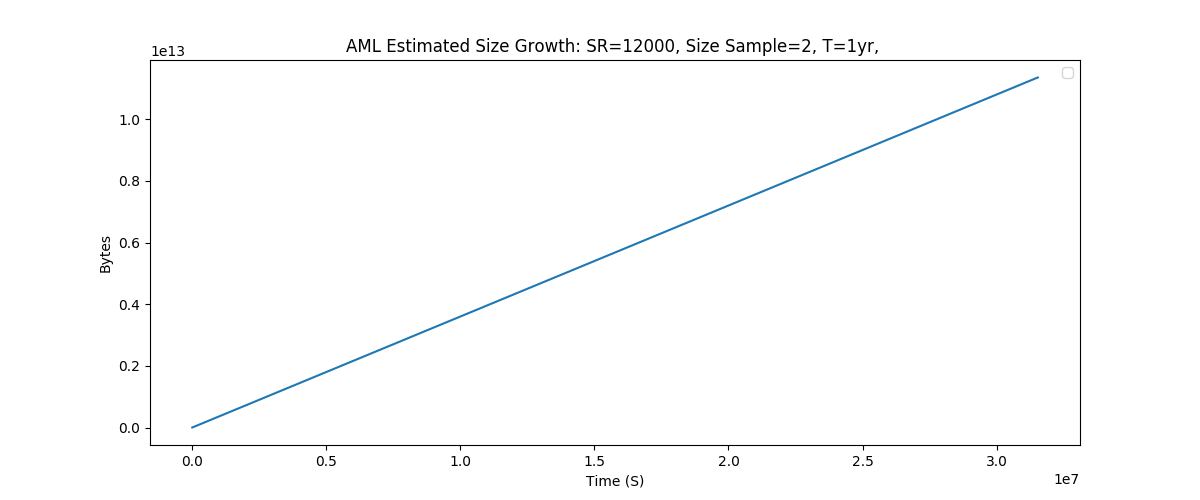 AML Estimated Size Growth: SR=12000, Size Sample=2, T=1yr,
1e13
1.0
0.8
0.6
0.4
0.2
0.0
Bytes
0.0 0.5 1.0 1.5 2.0 2.5 3.0
1e7
Time (S)